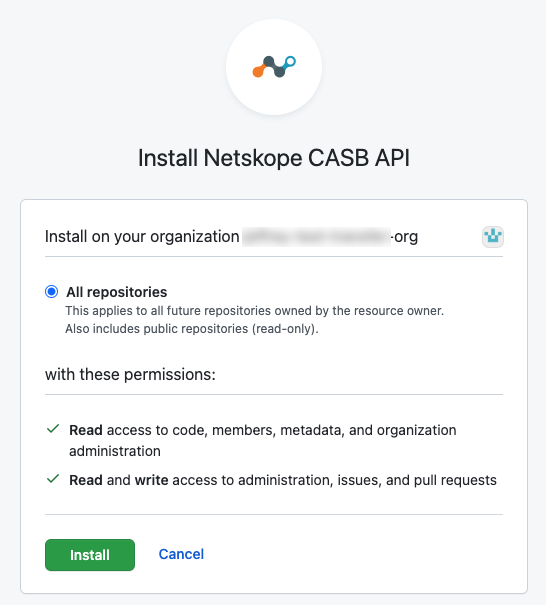 Install Netskope CASB API
Install on your organization -org
All repositories
This applies to all future repositories owned by the resource owner.
Also includes public repositories (read-only).
with these permissions:
Read access to code, members, metadata, and organization
administration
Read and write access to administration, issues, and pull requests
Install Cancel